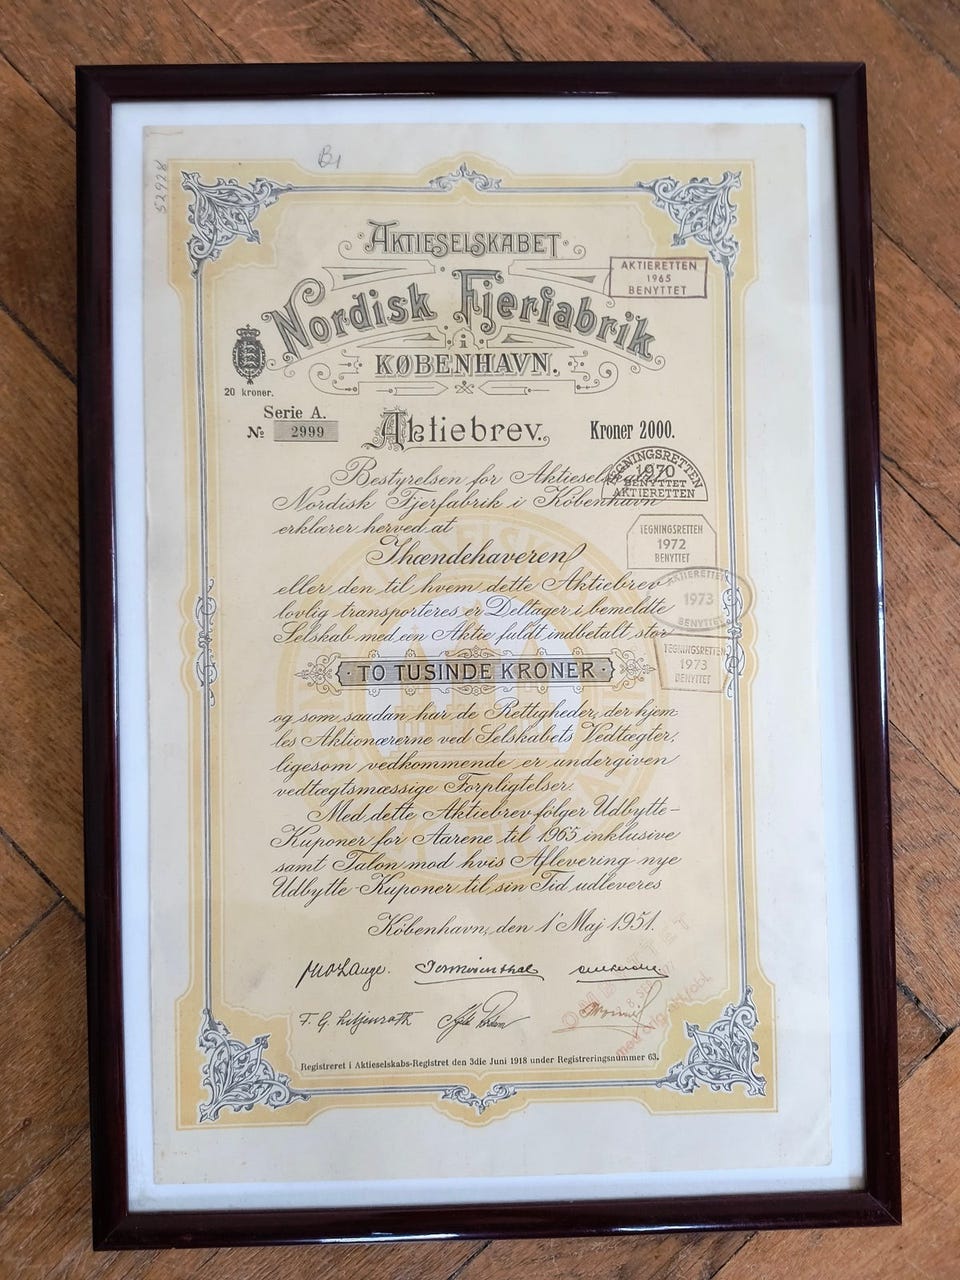 52928
B1
AKTIESELSKABET
Nordisk Fjerfabrik
i
KØBENHAVN.
AKTIERETTEN
1965
BENYTTET
20 kroner.
Serie A.
№ 2999
Aktiebrev.
Kroner 2000.
Bestyrelsen for Aktieselskabet
Nordisk Fjerfabrik i København
erklærer herved at
TEGNINGSRETTEN
1970
BENYTTET
AKTIERETTEN
Ihændehaveren
TEGNINGSRETTEN
1972
BENYTTET
eller den til hvem dette Aktiebrev
lovlig transporteres er Deltager i bemeldte
Selskab med een Aktie fuldt indbetalt stor
AKTIERETTEN
1973
BENYTTET
TEGNINGSRETTEN
1973
BENYTTET
· TO TUSINDE KRONER ·
og som saadan har de Rettigheder, der hjem
les Aktionærerne ved Selskabets Vedtægter,
ligesom vedkommende er undergiven
vedtægtsmæssige Forpligtelser.
Med dette Aktiebrev følger Udbytte-
Kuponer for Aarene til 1965 inklusive
samt Talon mod hvis Aflevering nye
Udbytte-Kuponer til sin Tid udleveres
København, den 1' Maj 1951.
F. G. Liljenroth
Registreret i Aktieselskabs-Registret den 3die Juni 1918 under Registreringsnummer 63.